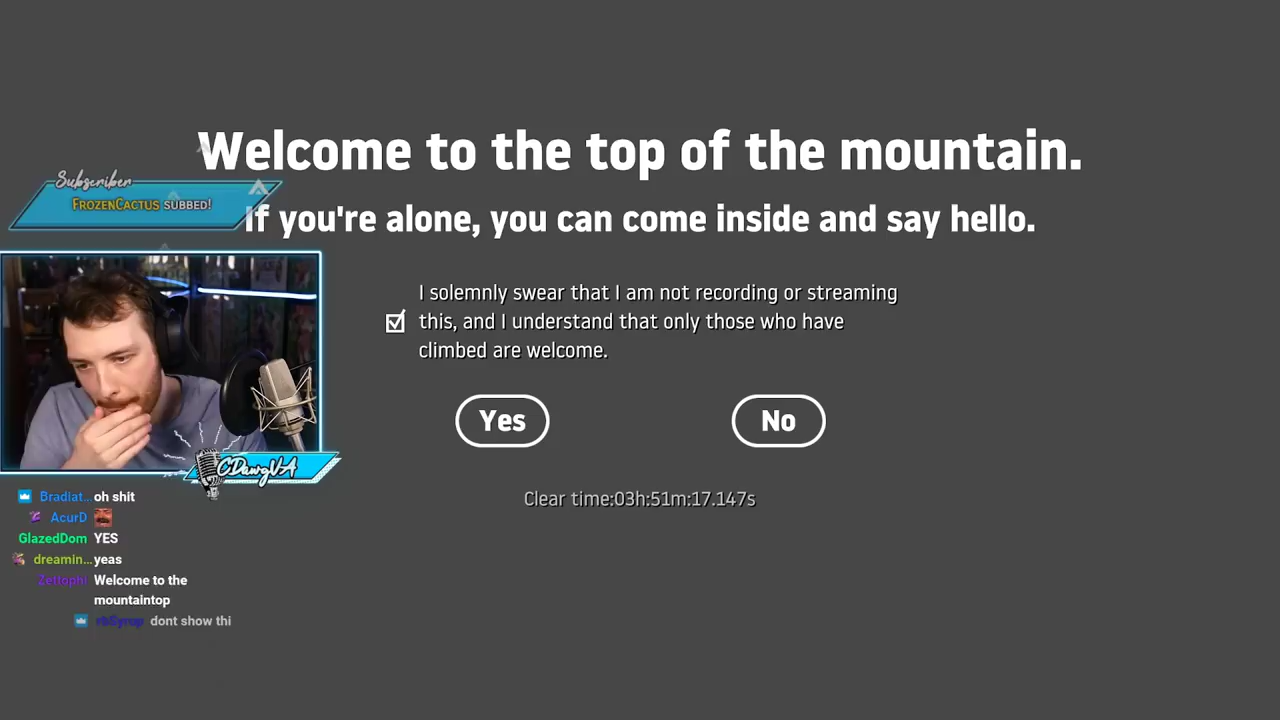 Welcome to the top of the mountain.
Subscriber
FROZENCACTUS SUBBED!
If you're alone, you can come inside and say hello.
I solemnly swear that I am not recording or streaming
this, and I understand that only those who have
climbed are welcome.
Yes
No
CDawgVA
Clear time:03h:51m:17.147s
Bradlat... oh shit
AcurD
GlazedDom YES
dreamin... yeas
Zettophi Welcome to the
mountaintop
rbSyrup dont show thi